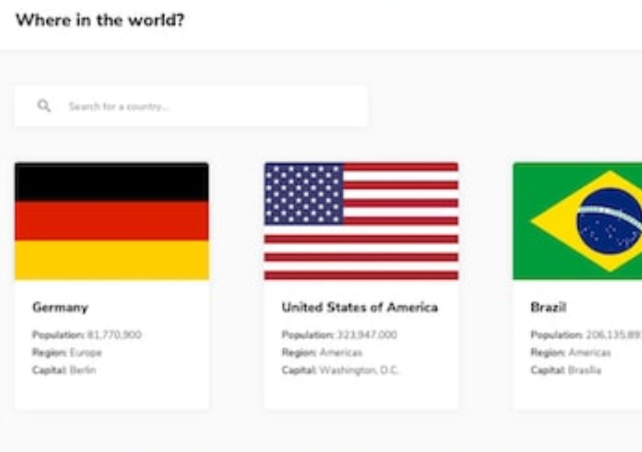 Where in the world?
Search for a country...
Germany
Population: 81,770,900
Region: Europe
Capital: Berlin
United States of America
Population: 323,947,000
Region: Americas
Capital: Washington, D.C.
Brazil
Population: 206,135,89
Region: Americas
Capital: Brasília